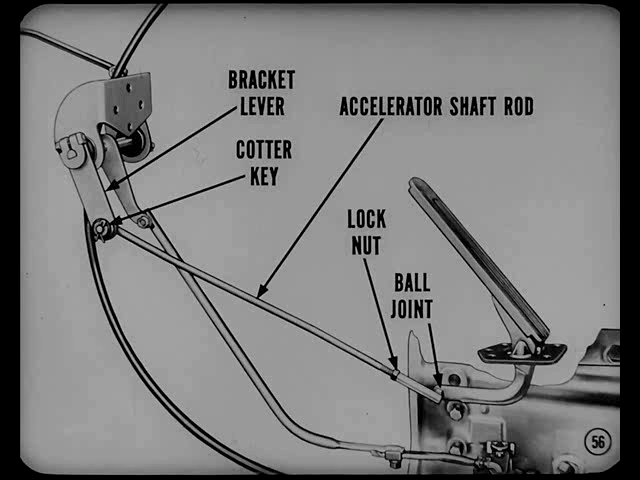 BRACKET
LEVER
ACCELERATOR SHAFT ROD
COTTER
KEY
LOCK
NUT
BALL
JOINT
56